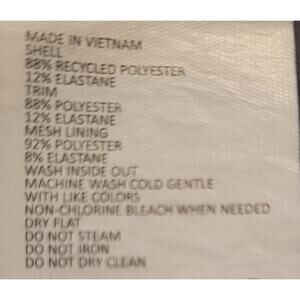 MADE IN VIETNAM
SHELL
88% RECYCLED POLYESTER
12% ELASTANE
TRIM
88% POLYESTER
12% ELASTANE
MESH LINING
92% POLYESTER
8% ELASTANE
WASH INSIDE OUT
MACHINE WASH COLD GENTLE
WITH LIKE COLORS
NON-CHLORINE BLEACH WHEN NEEDED
DRY FLAT
DO NOT STEAM
DO NOT IRON
DO NOT DRY CLEAN